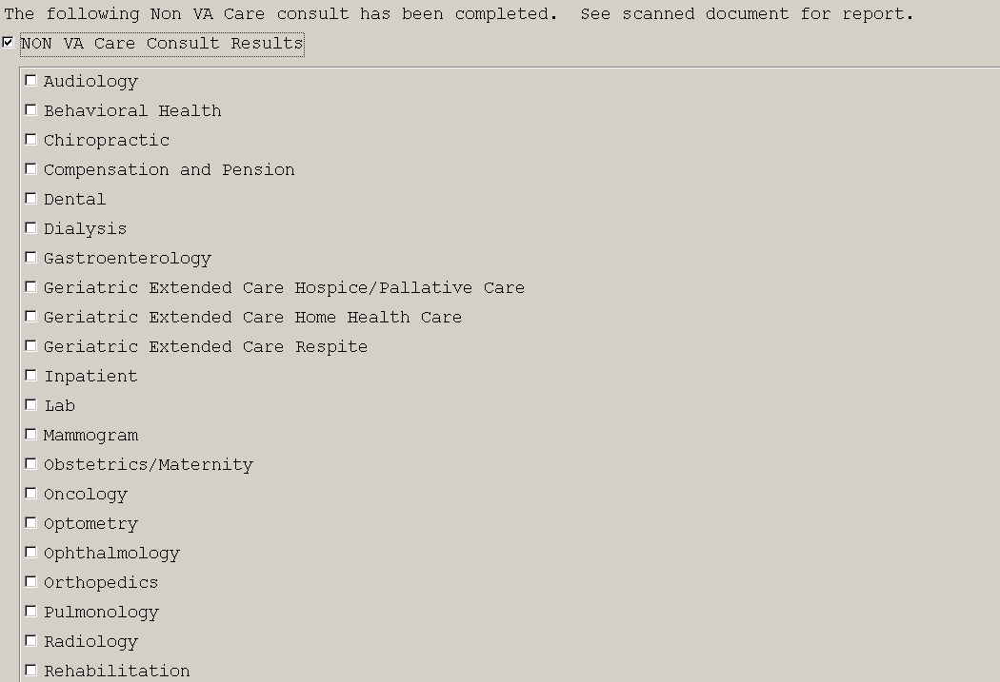 The following Non VA Care consult has been completed.  See scanned document for report.
NON VA Care Consult Results
Audiology
Behavioral Health
Chiropractic
Compensation and Pension
Dental
Dialysis
Gastroenterology
Geriatric Extended Care Hospice/Pallative Care
Geriatric Extended Care Home Health Care
Geriatric Extended Care Respite
Inpatient
Lab
Mammogram
Obstetrics/Maternity
Oncology
Optometry
Ophthalmology
Orthopedics
Pulmonology
Radiology
Rehabilitation